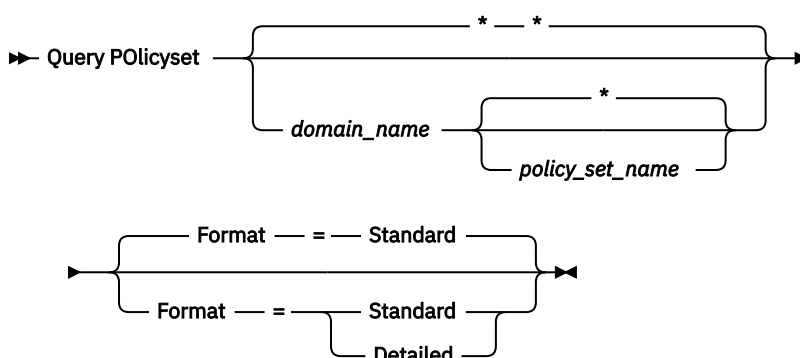 * *
Query POlicyset
*
domain_name
policy_set_name
Format = Standard
Format = Standard
Detailed